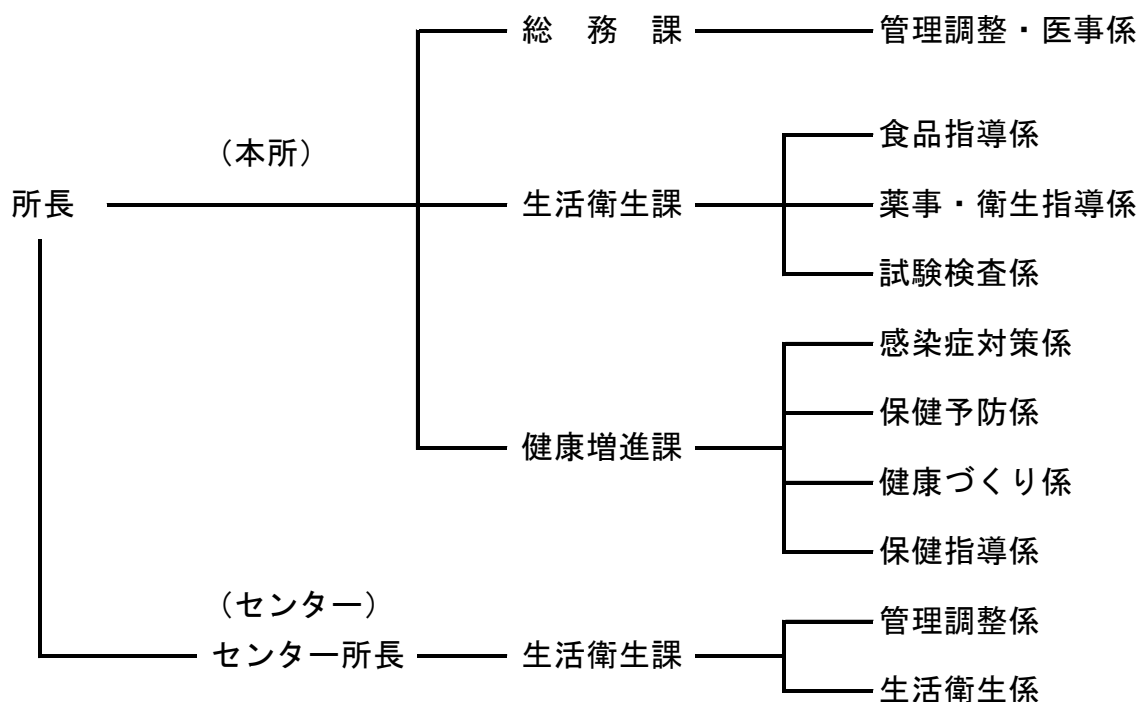 総　務　課　管理調整・医事係
食品指導係
（本所）
所長　生活衛生課　薬事・衛生指導係
試験検査係
感染症対策係
保健予防係
健康増進課
健康づくり係
保健指導係
（センター）
管理調整係
センター所長　生活衛生課
生活衛生係